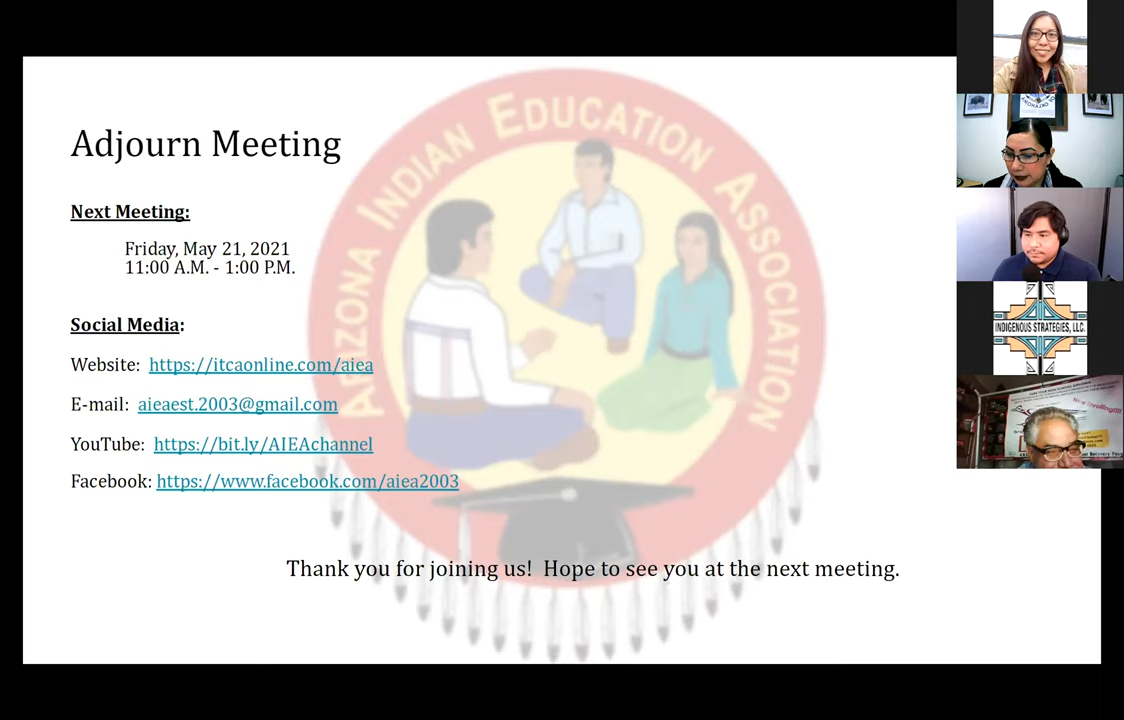 Adjourn Meeting
Next Meeting:
Friday, May 21, 2021
11:00 A.M. - 1:00 P.M.
Social Media:
Website: https://itcaonline.com/aiea
E-mail: aieaest.2003@gmail.com
YouTube: https://bit.ly/AIEAchannel
Facebook: https://www.facebook.com/aiea2003
Thank you for joining us! Hope to see you at the next meeting.
ARIZONA INDIAN EDUCATION ASSOCIATION
INDIGENOUS STRATEGIES, LLC.
Now Enrolling!!!!